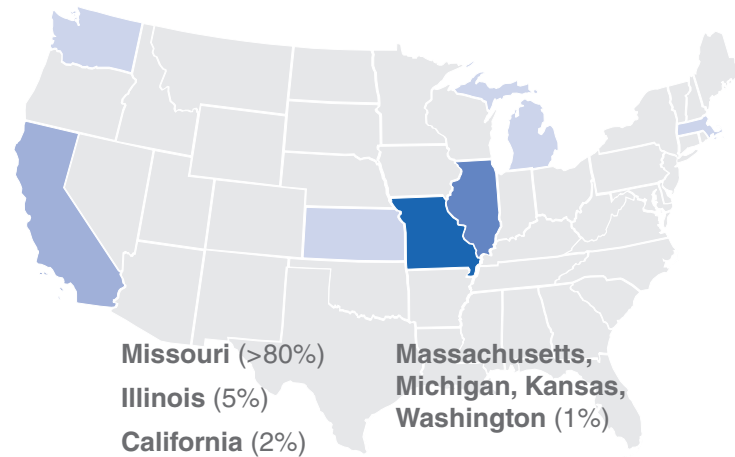 Missouri (>80%)
Illinois (5%)
California (2%)
Massachusetts,
Michigan, Kansas,
Washington (1%)